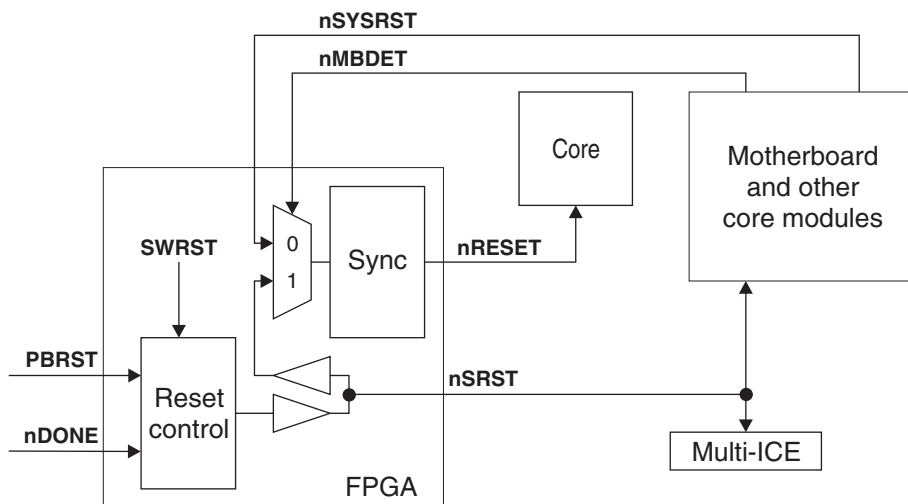 nSYSRST
nMBDET
Core
Motherboard
and other
core modules
SWRST
0
1
Sync
nRESET
PBRST
nDONE
Reset
control
nSRST
Multi-ICE
FPGA